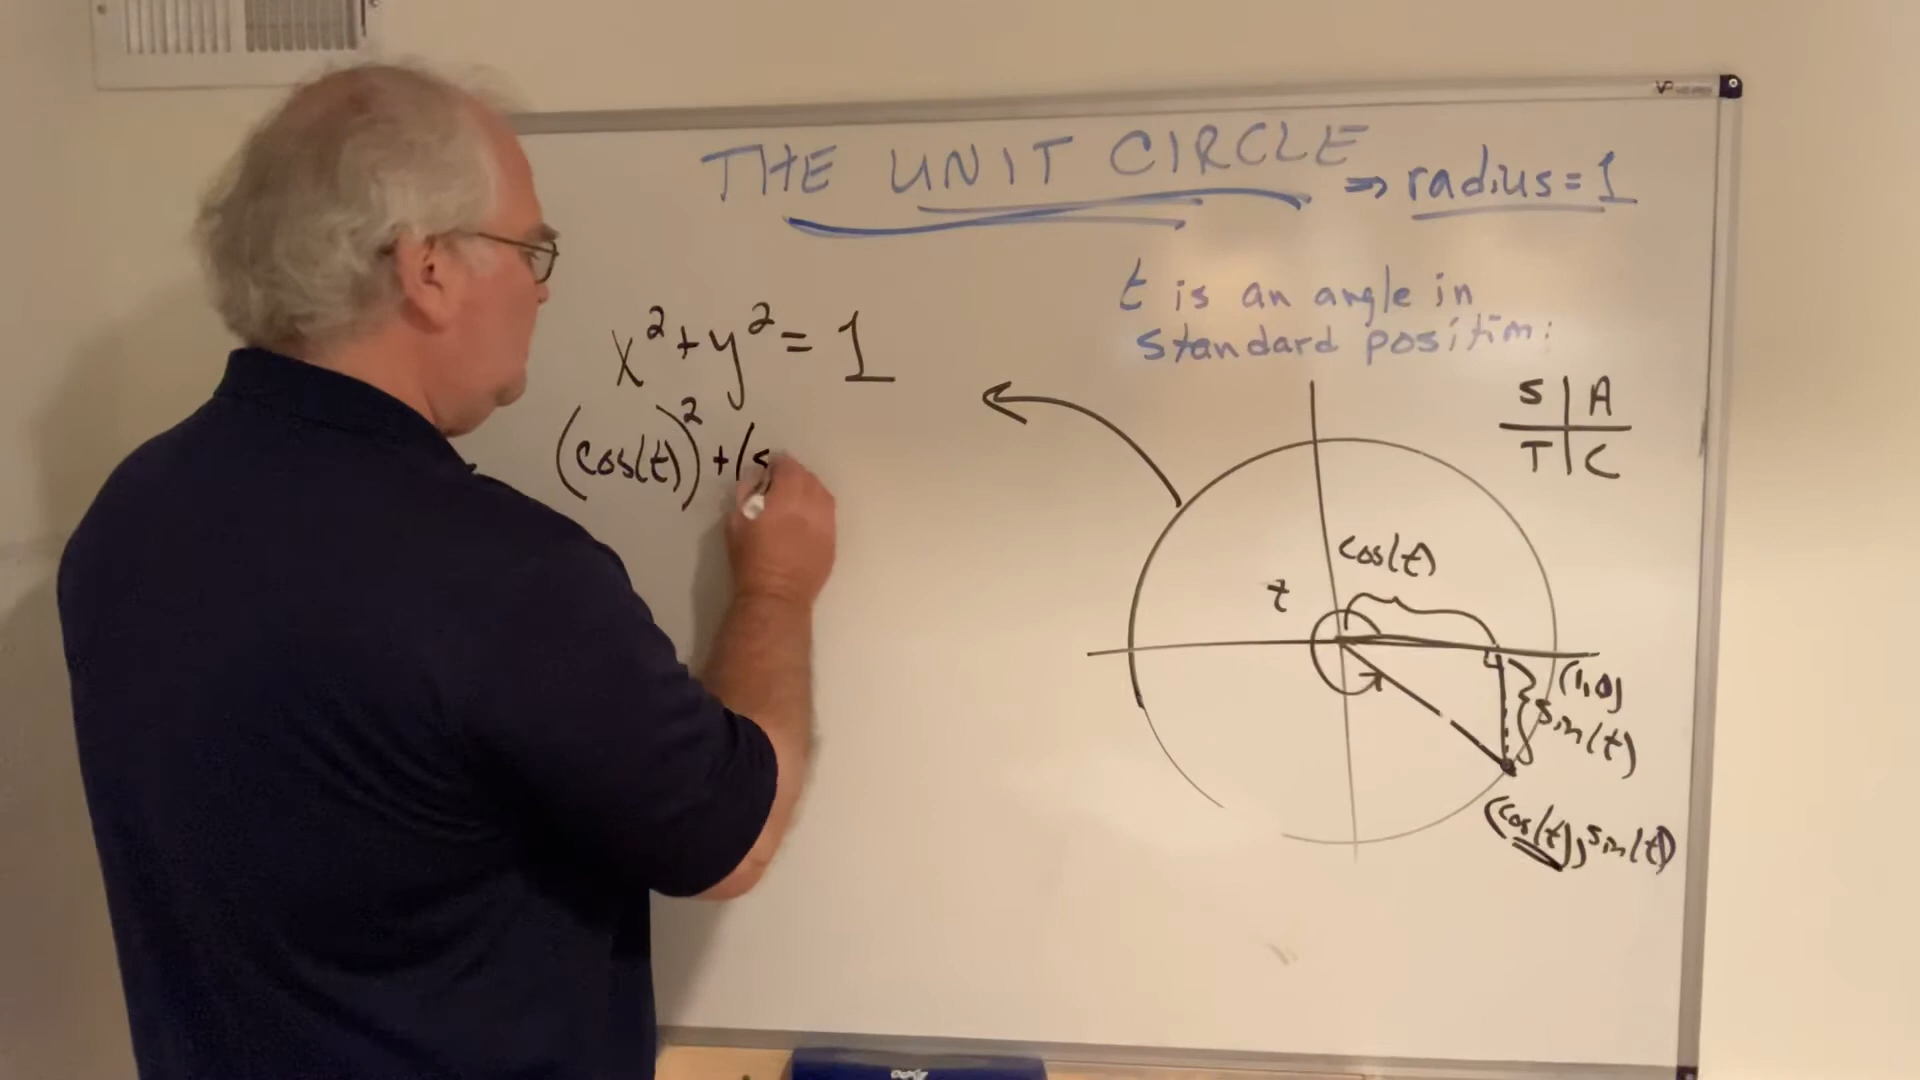 THE UNIT CIRCLE ⇒ radius = 1
t is an angle in
standard position:
x² + y² = 1
(cos(t))² + (s
S | A
T | C
cos(t)
t
(1,0)
sin(t)
(cos(t), sin(t))